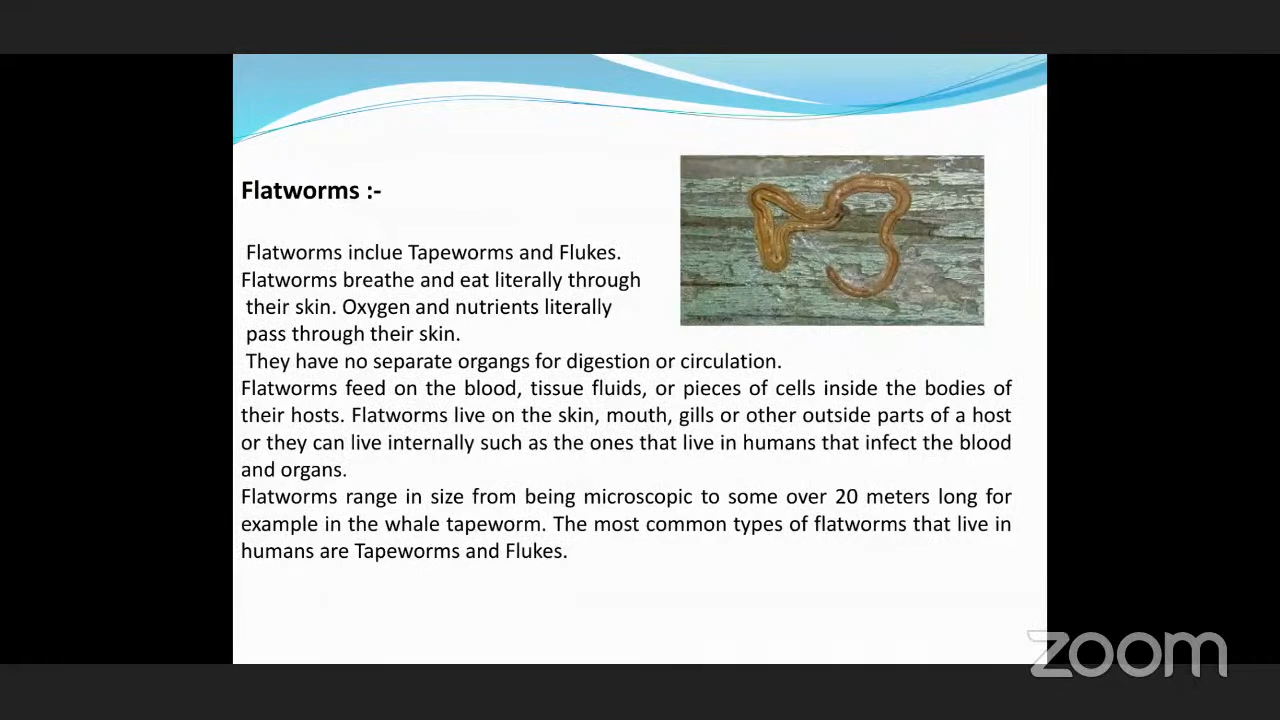 Flatworms :-
Flatworms inclue Tapeworms and Flukes.
Flatworms breathe and eat literally through
their skin. Oxygen and nutrients literally
pass through their skin.
They have no separate organgs for digestion or circulation.
Flatworms feed on the blood, tissue fluids, or pieces of cells inside the bodies of
their hosts. Flatworms live on the skin, mouth, gills or other outside parts of a host
or they can live internally such as the ones that live in humans that infect the blood
and organs.
Flatworms range in size from being microscopic to some over 20 meters long for
example in the whale tapeworm. The most common types of flatworms that live in
humans are Tapeworms and Flukes.
zoom